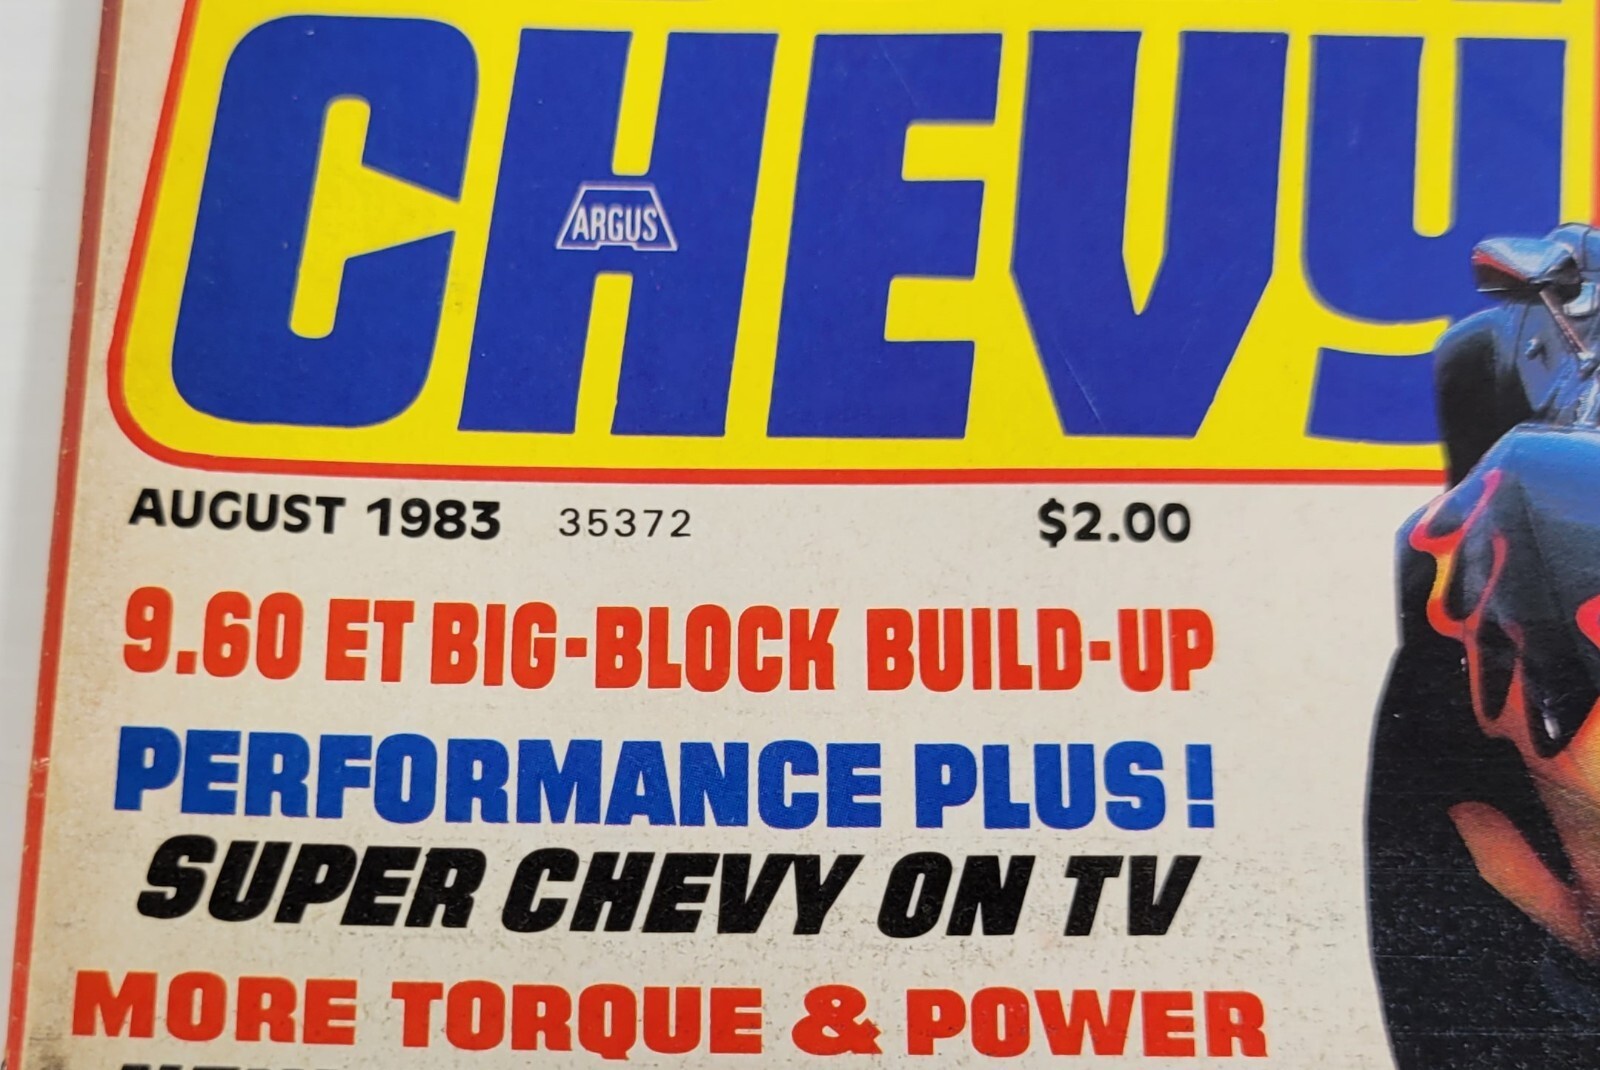 CHEVY
ARGUS
AUGUST 1983 35372 $2.00
9.60 ET BIG-BLOCK BUILD-UP
PERFORMANCE PLUS!
SUPER CHEVY ON TV
MORE TORQUE & POWER